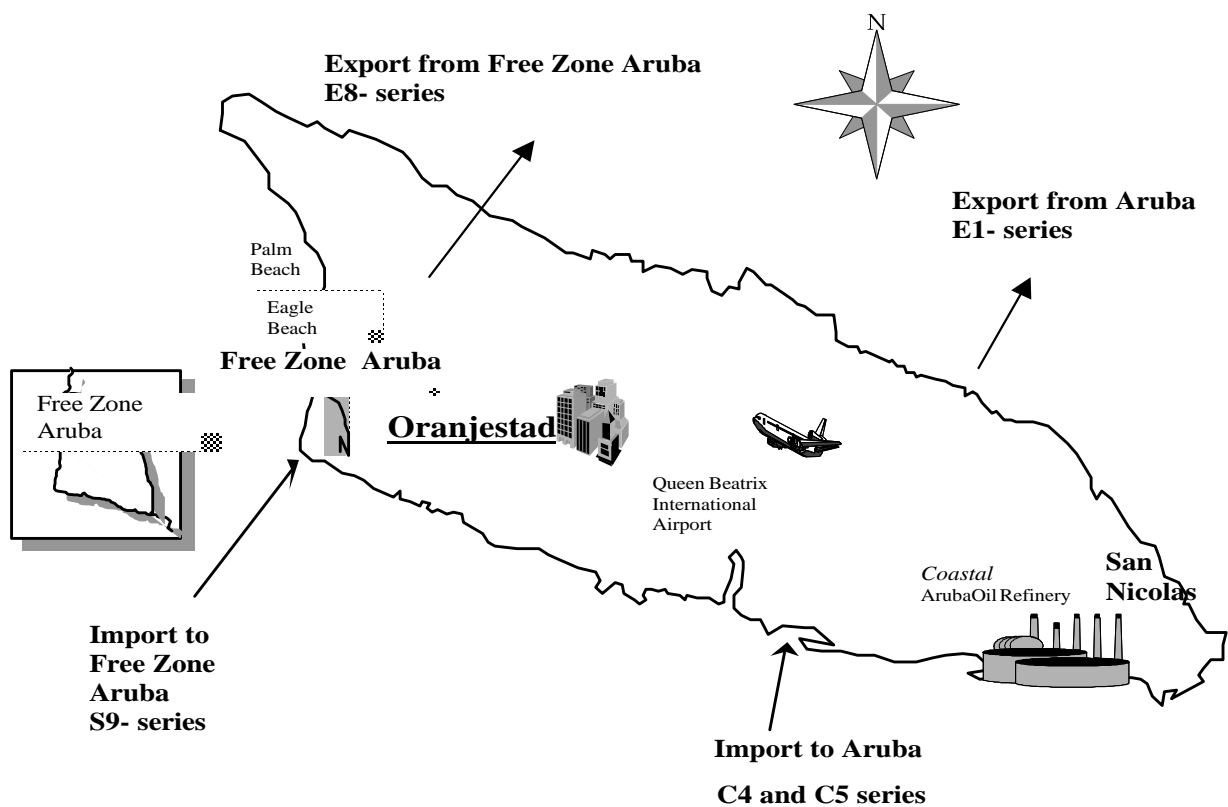 N
Export from Free Zone Aruba
E8- series
Export from Aruba
E1- series
Palm
Beach
Eagle
Beach
Free Zone Aruba
Free Zone
Aruba
Oranjestad
N
Queen Beatrix
International
Airport
San
Nicolas
Coastal
ArubaOil Refinery
Import to
Free Zone
Aruba
S9- series
Import to Aruba
C4 and C5 series